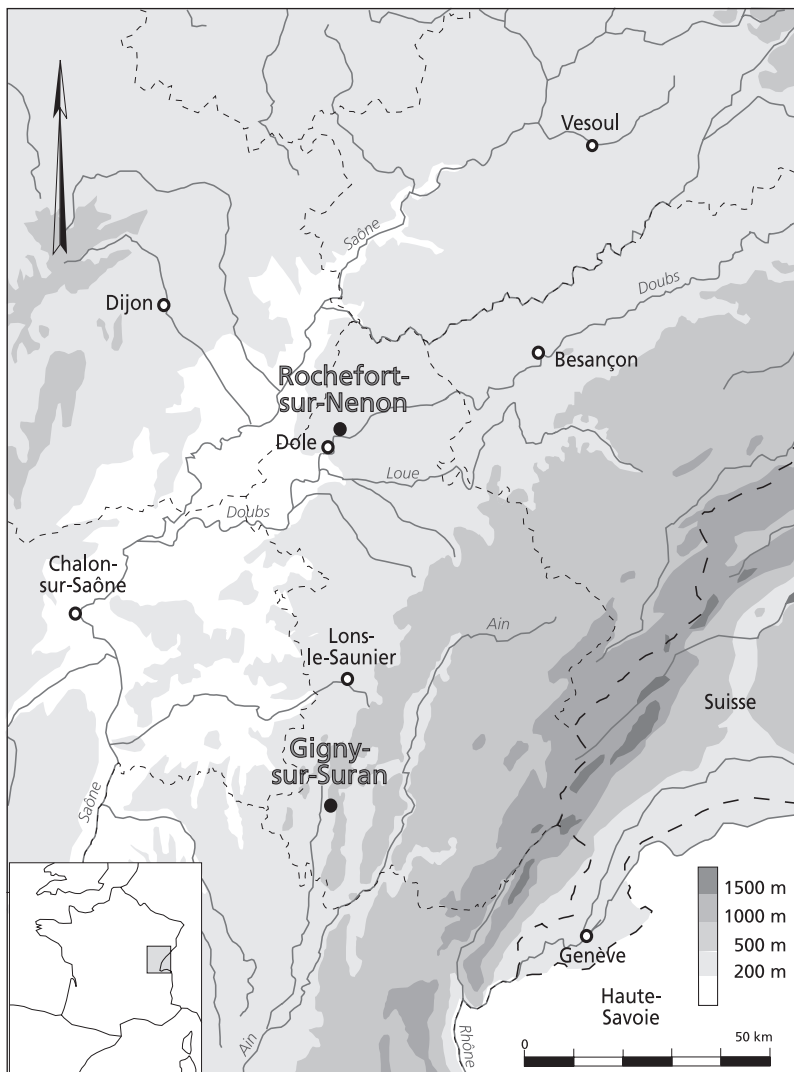 Vesoul
Saône
Dijon
Doubs
Besançon
Rochefort-
sur-Nenon
Dole
Loue
Doubs
Chalon-
sur-Saône
Ain
Lons-
le-Saunier
Suisse
Gigny-
sur-Suran
Saône
1500 m
1000 m
500 m
200 m
Genève
Haute-
Savoie
Ain
Rhône
0
50 km